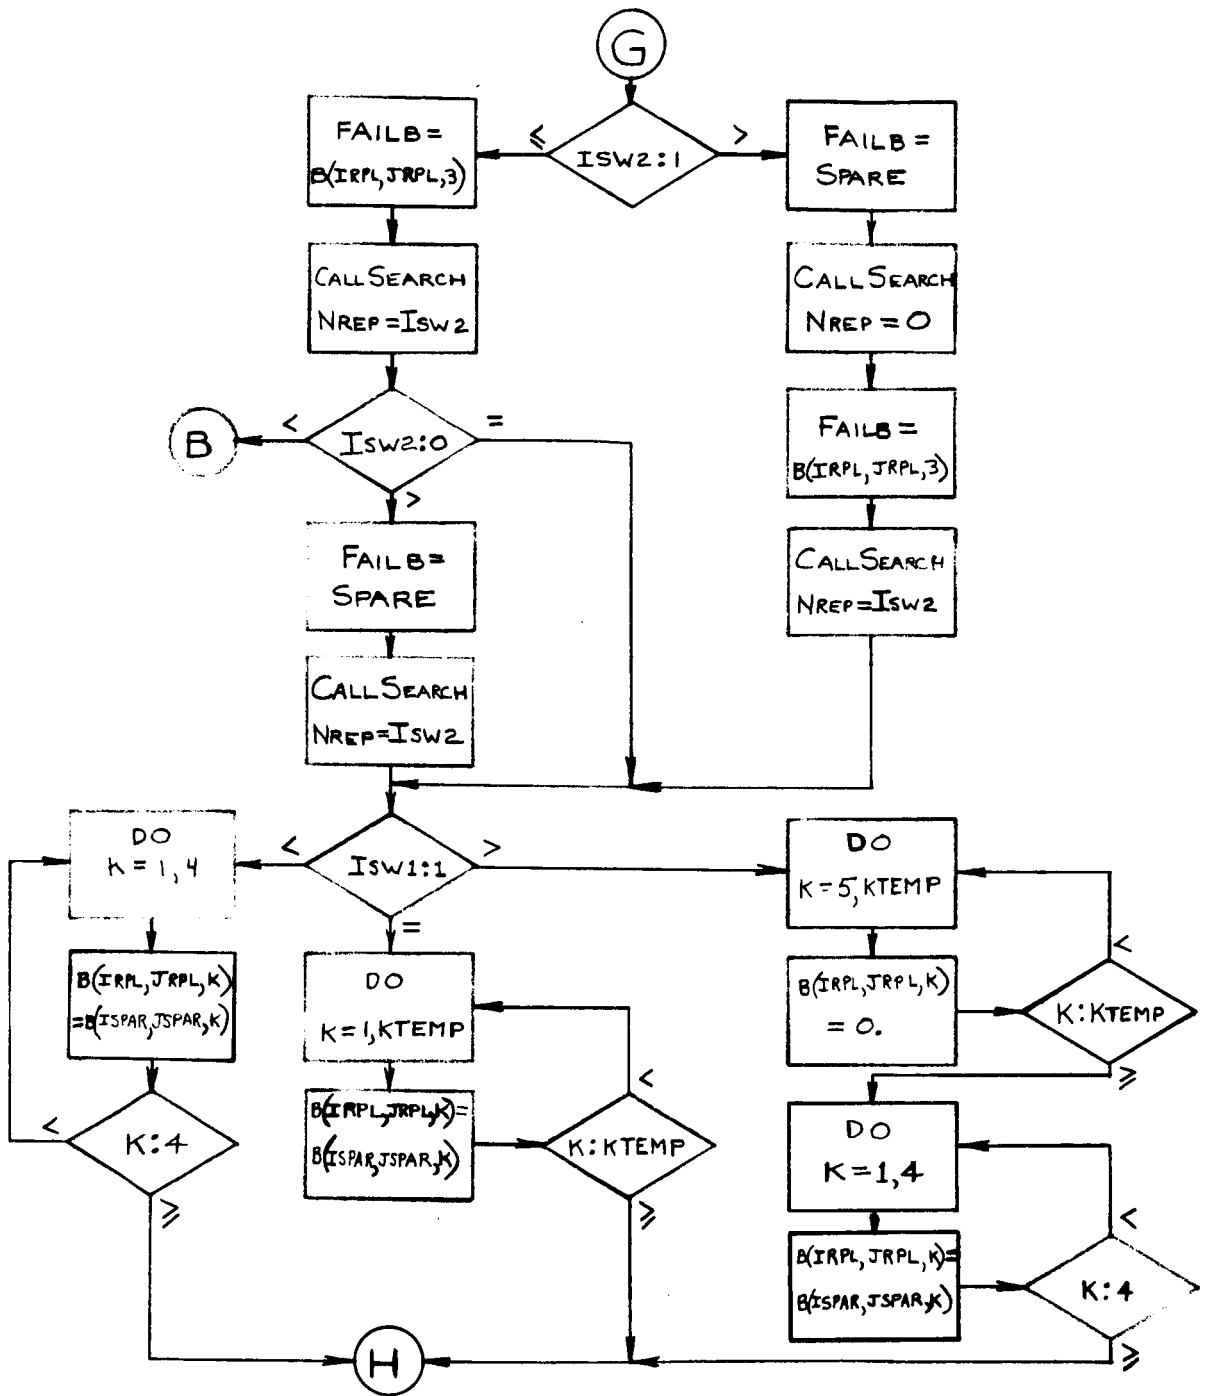 G
ISW2:1
≤
>
FAILB=
B(IRPL,JRPL,3)
FAILB=
SPARE
CALL SEARCH
NREP=ISW2
CALL SEARCH
NREP=0
B
<
ISW2:0
=
>
FAILB=
B(IRPL,JRPL,3)
FAILB=
SPARE
CALL SEARCH
NREP=ISW2
CALL SEARCH
NREP=ISW2
DO
K=1,4
<
ISW1:1
>
=
DO
K=5,KTEMP
B(IRPL,JRPL,K)
=B(ISPAR,JSPAR,K)
DO
K=1,KTEMP
B(IRPL,JRPL,K)
=0.
<
K:KTEMP
≥
<
K:4
≥
B(IRPL,JRPL,K)=
B(ISPAR,JSPAR,K)
<
K:KTEMP
≥
DO
K=1,4
B(IRPL,JRPL,K)=
B(ISPAR,JSPAR,K)
<
K:4
≥
H